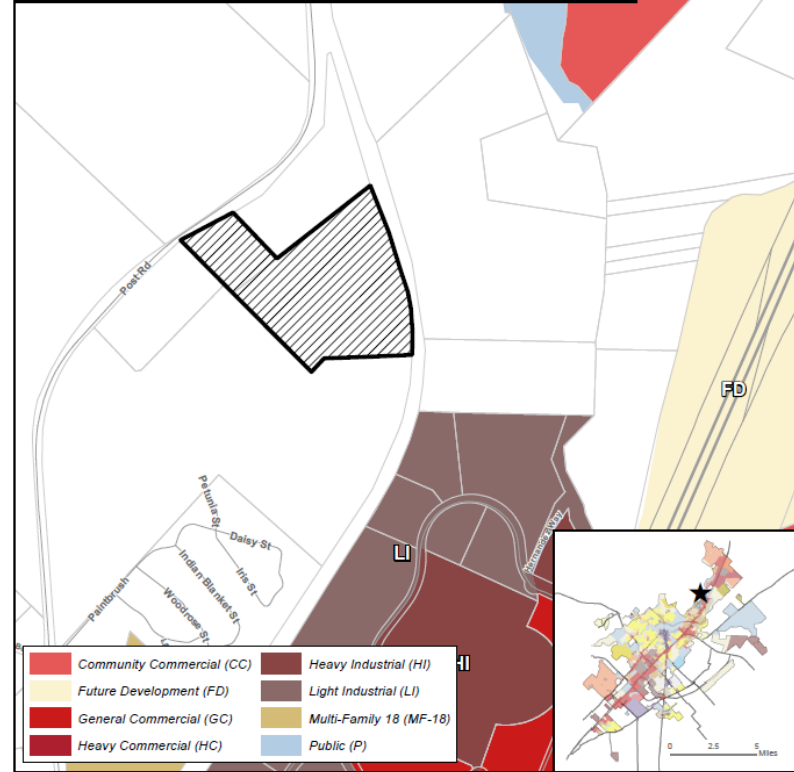 Post Rd
FD
Petunia St
Daisy St
Iris St
Indian Blanket St
Paintbrush
Woodrose St
Hernandez Way
LI
HI
Community Commercial (CC)
Future Development (FD)
General Commercial (GC)
Heavy Commercial (HC)
Heavy Industrial (HI)
Light Industrial (LI)
Multi-Family 18 (MF-18)
Public (P)
0 2.5 5
Miles